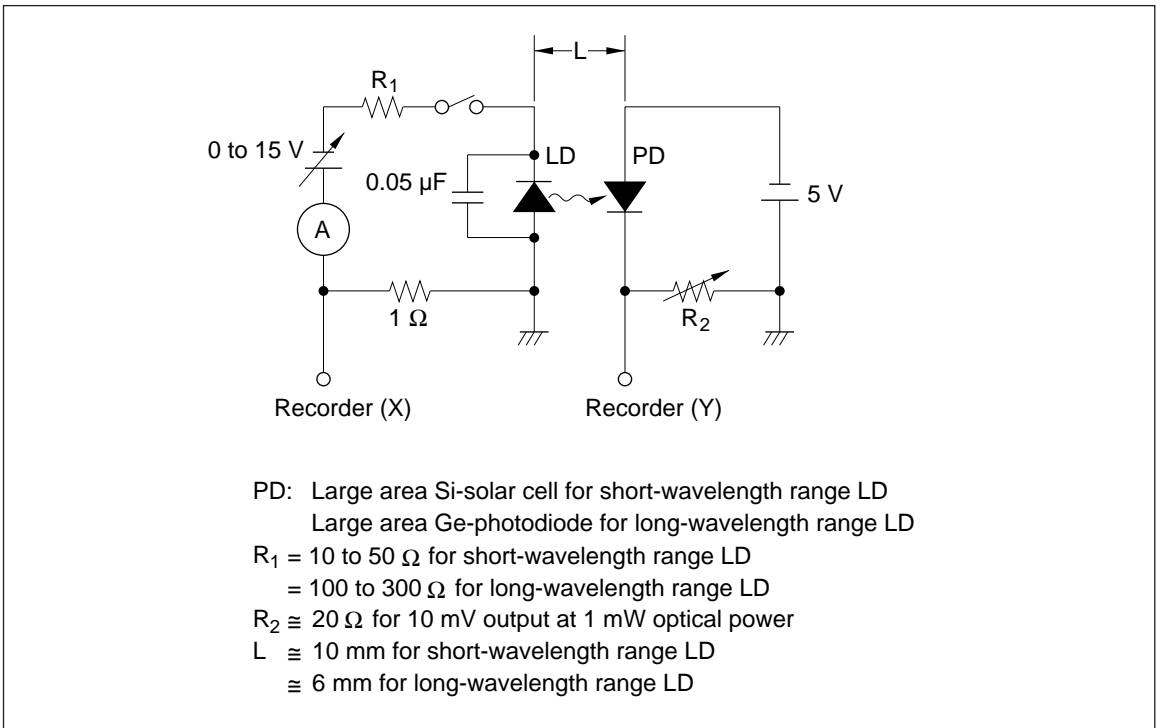 L
R1
0 to 15 V
LD
PD
0.05 µF
5 V
A
1 Ω
R2
Recorder (X)
Recorder (Y)
PD: Large area Si-solar cell for short-wavelength range LD
Large area Ge-photodiode for long-wavelength range LD
R1 = 10 to 50 Ω for short-wavelength range LD
= 100 to 300 Ω for long-wavelength range LD
R2 ≅ 20 Ω for 10 mV output at 1 mW optical power
L ≅ 10 mm for short-wavelength range LD
≅ 6 mm for long-wavelength range LD